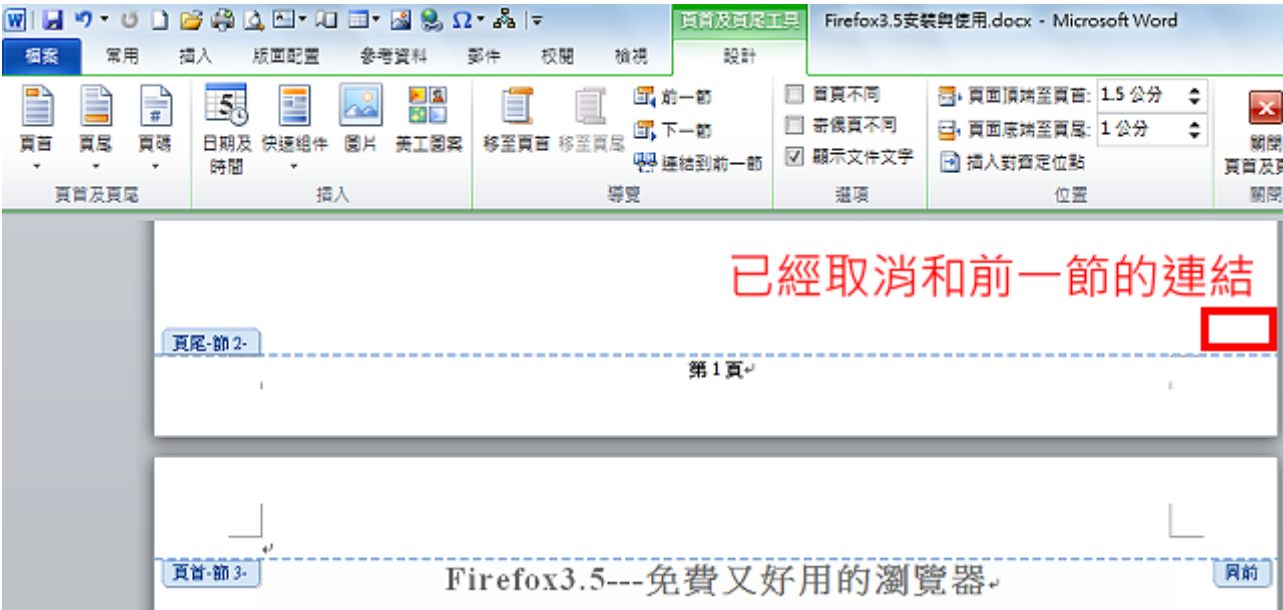 頁首及頁尾工具 Firefox3.5安裝與使用.docx - Microsoft Word
檔案 常用 插入 版面配置 參考資料 郵件 校閱 檢視 設計
頁首 頁尾 頁碼 日期及時間 快速組件 圖片 美工圖案 移至頁首 移至頁尾
前一節
下一節
連結到前一節
首頁不同
奇偶頁不同
顯示文件文字
頁面頂端至頁首: 1.5 公分
頁面底端至頁尾: 1 公分
插入對齊定位點
關閉
頁首及頁
頁首及頁尾 插入 導覽 選項 位置 關閉
已經取消和前一節的連結
頁尾-節 2-
第 1 頁
頁首-節 3-
同前
Firefox3.5---免費又好用的瀏覽器